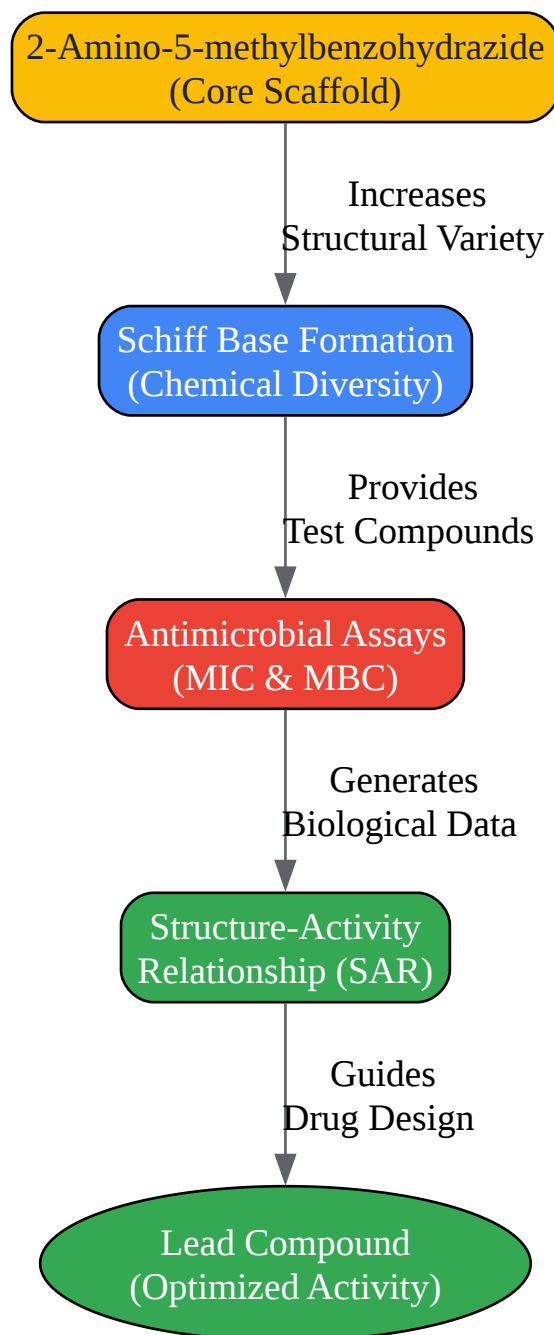 2-Amino-5-methylbenzohydrazide
(Core Scaffold)
Increases
Structural Variety
Schiff Base Formation
(Chemical Diversity)
Provides
Test Compounds
Antimicrobial Assays
(MIC & MBC)
Generates
Biological Data
Structure-Activity
Relationship (SAR)
Guides
Drug Design
Lead Compound
(Optimized Activity)